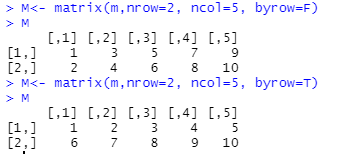 > M<- matrix(m,nrow=2, ncol=5, byrow=F)
> M
     [,1] [,2] [,3] [,4] [,5]
[1,]    1    3    5    7    9
[2,]    2    4    6    8   10
> M<- matrix(m,nrow=2, ncol=5, byrow=T)
> M
     [,1] [,2] [,3] [,4] [,5]
[1,]    1    2    3    4    5
[2,]    6    7    8    9   10